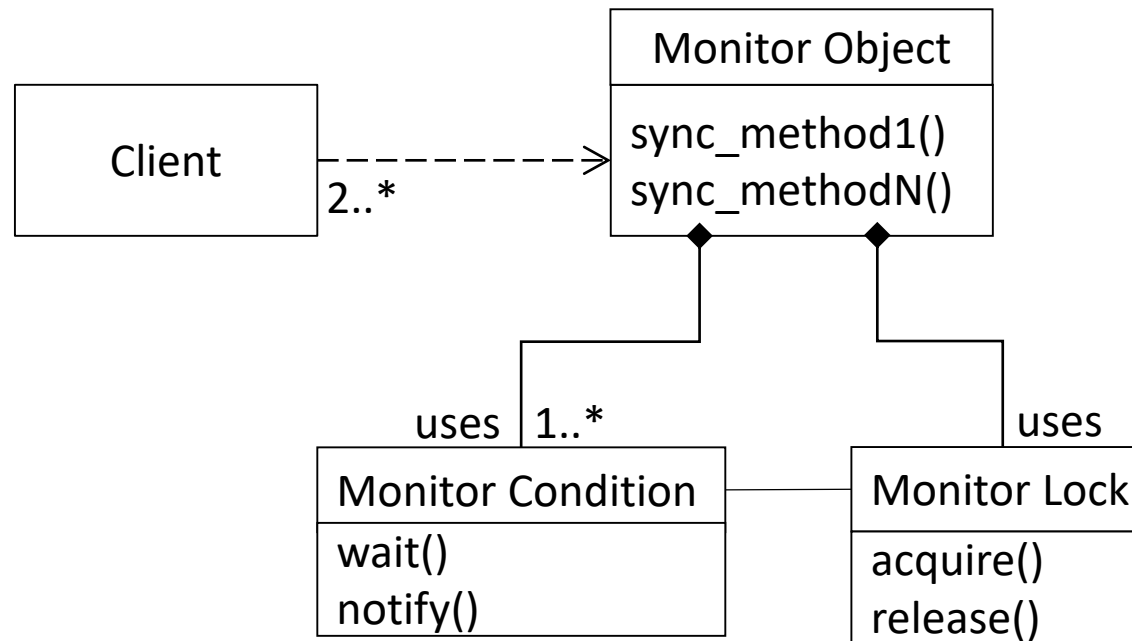 Monitor Object
Client
sync_method1()
sync_methodN()
2..*
uses
1..*
uses
Monitor Condition
wait()
notify()
Monitor Lock
acquire()
release()